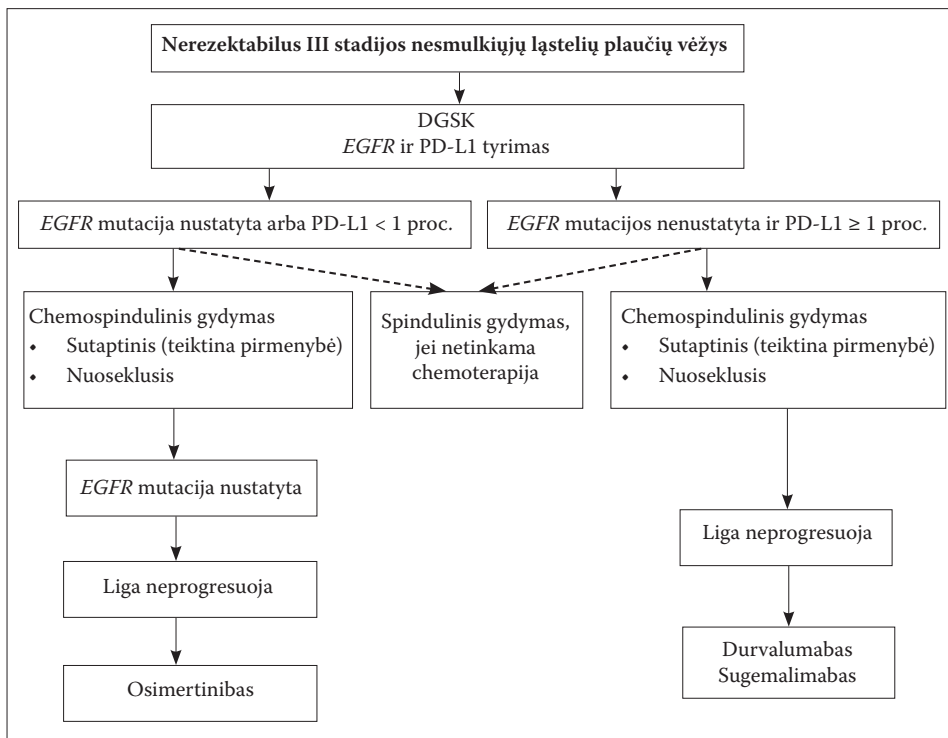 Nerezektabilus III stadijos nesmulkiųjų ląstelių plaučių vėžys
DGSK
EGFR ir PD-L1 tyrimas
EGFR mutacija nustatyta arba PD-L1 < 1 proc.
EGFR mutacijos nenustatyta ir PD-L1 ≥ 1 proc.
Chemospindulinis gydymas
• Sutaptinis (teiktina pirmenybė)
• Nuoseklusis
Spindulinis gydymas,
jei netinkama
chemoterapija
Chemospindulinis gydymas
• Sutaptinis (teiktina pirmenybė)
• Nuoseklusis
EGFR mutacija nustatyta
Liga neprogresuoja
Osimertinibas
Liga neprogresuoja
Durvalumabas
Sugemalimabas